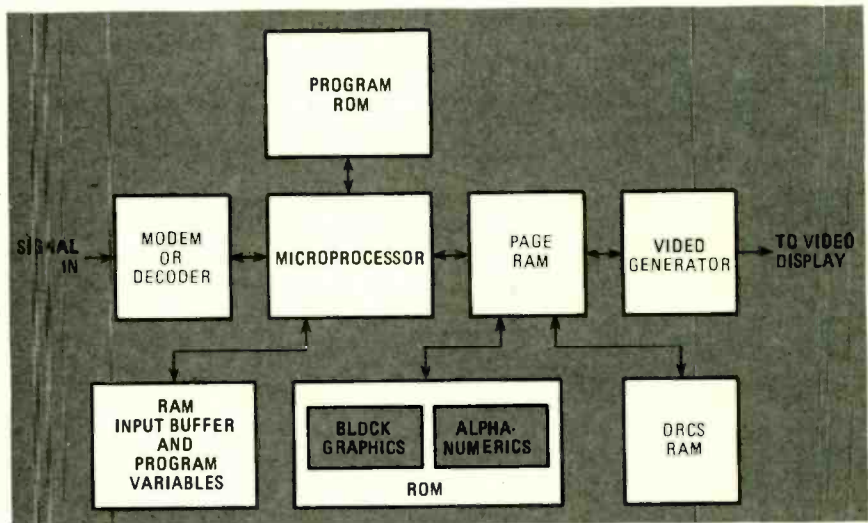 PROGRAM
ROM
SIGNAL
IN
MODEM
OR
DECODER
MICROPROCESSOR
PAGE
RAM
VIDEO
GENERATOR
TO VIDEO
DISPLAY
RAM
INPUT BUFFER
AND
PROGRAM
VARIABLES
BLOCK
GRAPHICS
ALPHA-
NUMERICS
ROM
DRCS
RAM